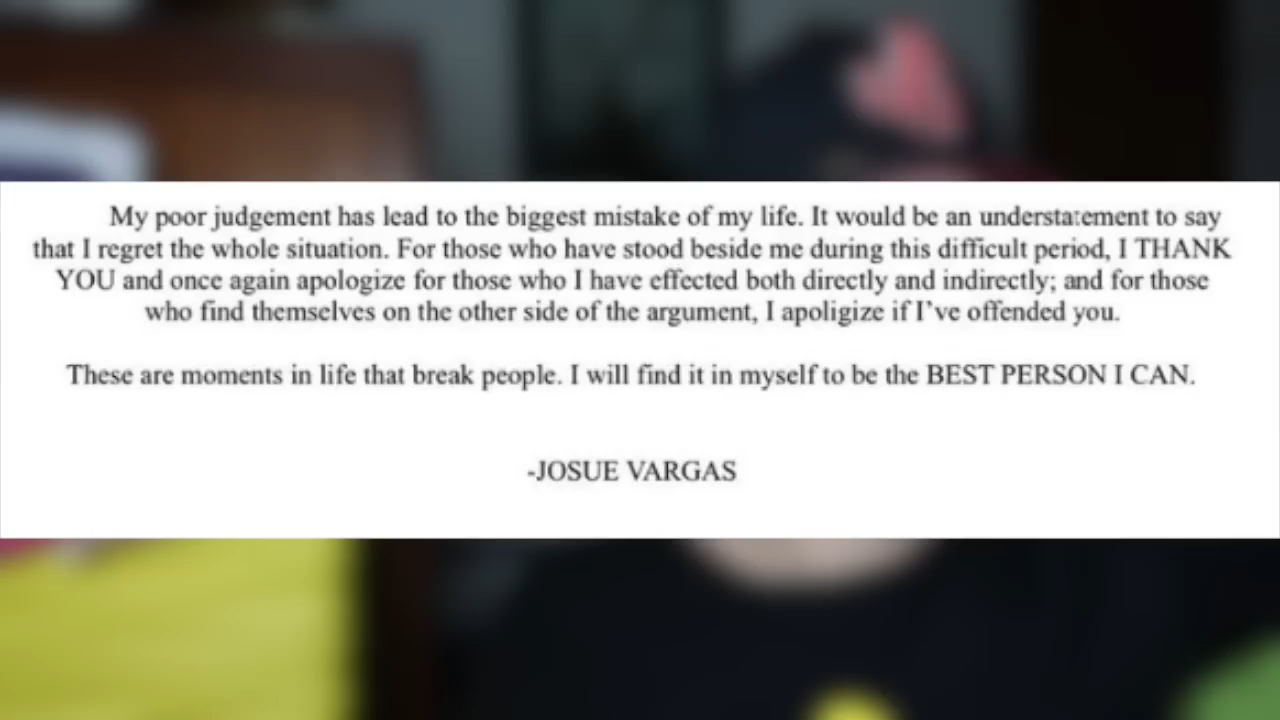 My poor judgement has lead to the biggest mistake of my life. It would be an understatement to say
that I regret the whole situation. For those who have stood beside me during this difficult period, I THANK
YOU and once again apologize for those who I have effected both directly and indirectly; and for those
who find themselves on the other side of the argument, I apoligize if I've offended you.
These are moments in life that break people. I will find it in myself to be the BEST PERSON I CAN.
-JOSUE VARGAS